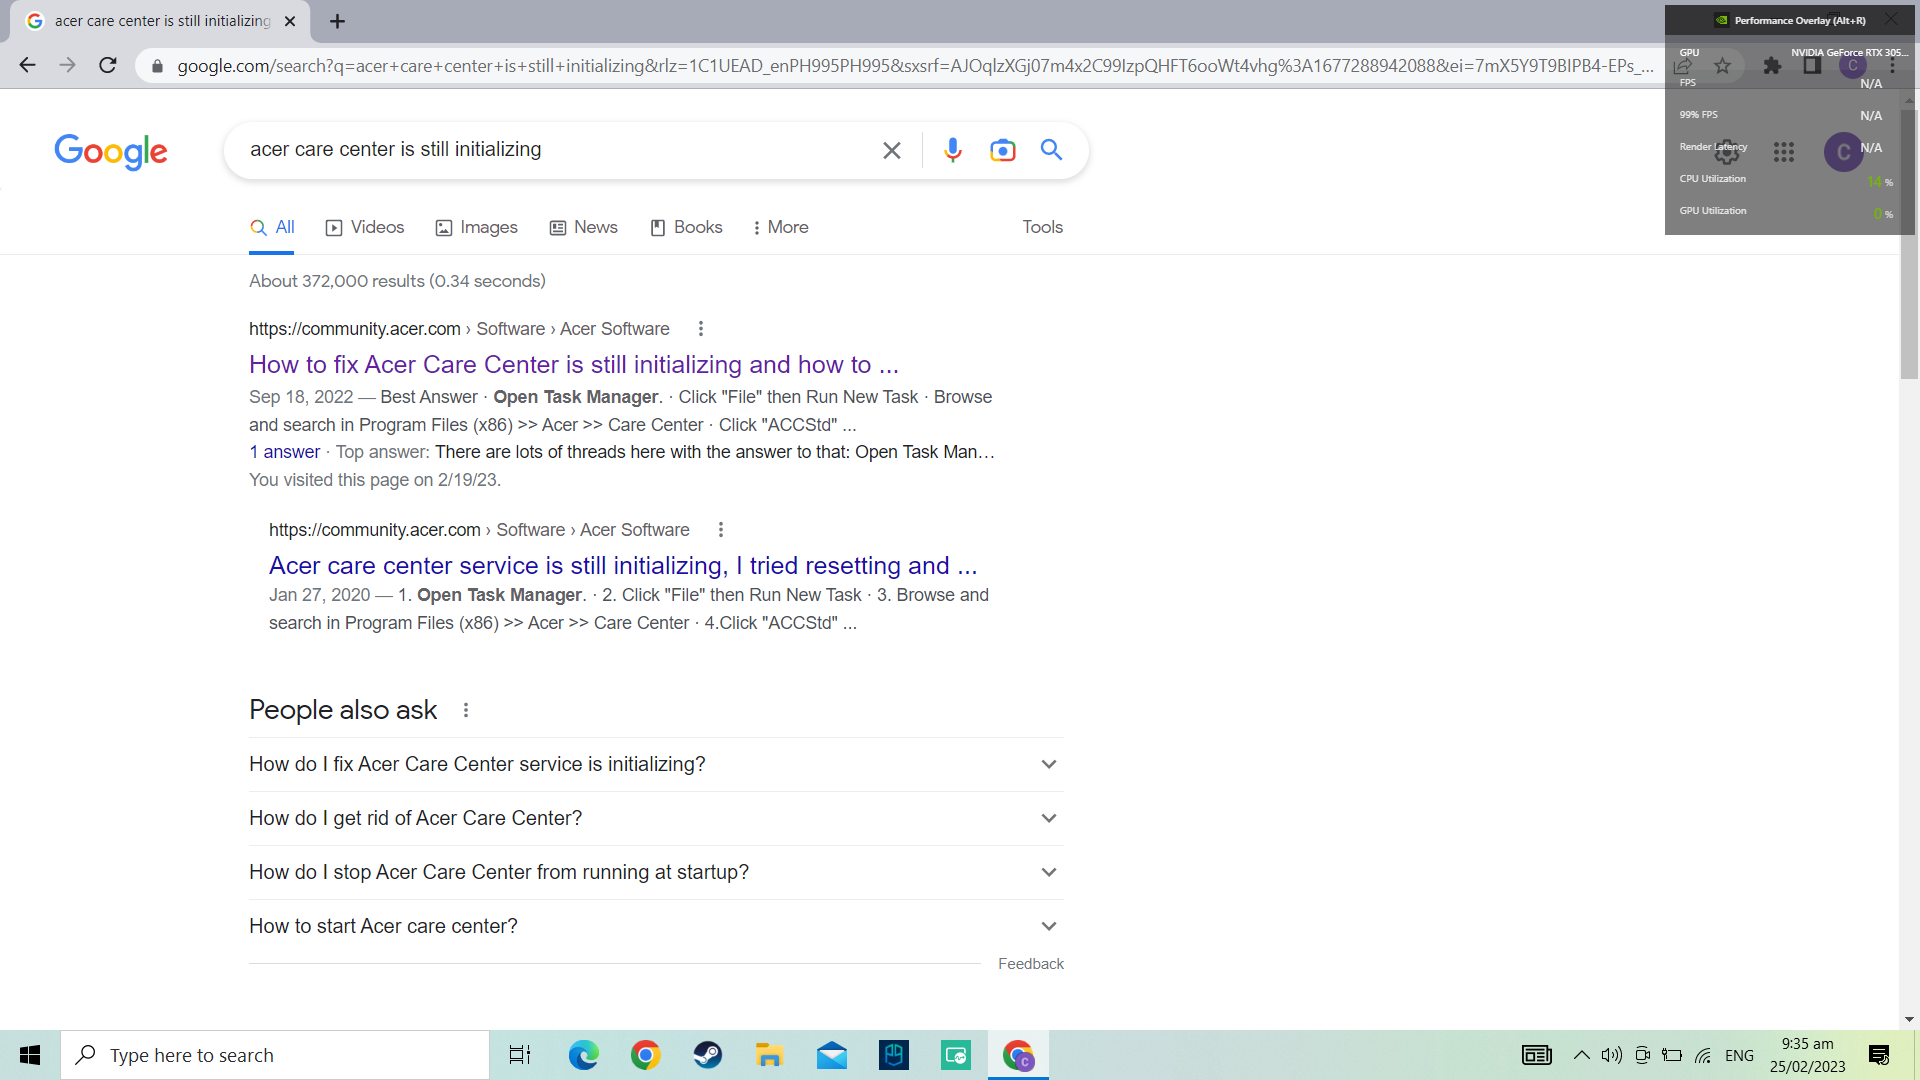 acer care center is still initializing
google.com/search?q=acer+care+center+is+still+initializing&rlz=1C1UEAD_enPH995PH995&sxsrf=AJOqlzXGj07m4x2C99IzpQHFT6ooWt4vhg%3A1677288942088&ei=7mX5Y9T9BIPB4-EPs_...
Performance Overlay (Alt+R)
GPU NVIDIA GeForce RTX 305...
FPS N/A
99% FPS N/A
Render Latency N/A
CPU Utilization 14 %
GPU Utilization 0 %
C
C
Google
acer care center is still initializing
All Videos Images News Books More Tools
About 372,000 results (0.34 seconds)
https://community.acer.com › Software › Acer Software
How to fix Acer Care Center is still initializing and how to ...
Sep 18, 2022 — Best Answer · Open Task Manager. · Click "File" then Run New Task · Browse
and search in Program Files (x86) >> Acer >> Care Center · Click "ACCStd" ...
1 answer · Top answer: There are lots of threads here with the answer to that: Open Task Man…
You visited this page on 2/19/23.
https://community.acer.com › Software › Acer Software
Acer care center service is still initializing, I tried resetting and ...
Jan 27, 2020 — 1. Open Task Manager. · 2. Click "File" then Run New Task · 3. Browse and
search in Program Files (x86) >> Acer >> Care Center · 4.Click "ACCStd" ...
People also ask
How do I fix Acer Care Center service is initializing?
How do I get rid of Acer Care Center?
How do I stop Acer Care Center from running at startup?
How to start Acer care center?
Feedback
Type here to search
C
ENG
9:35 am
25/02/2023